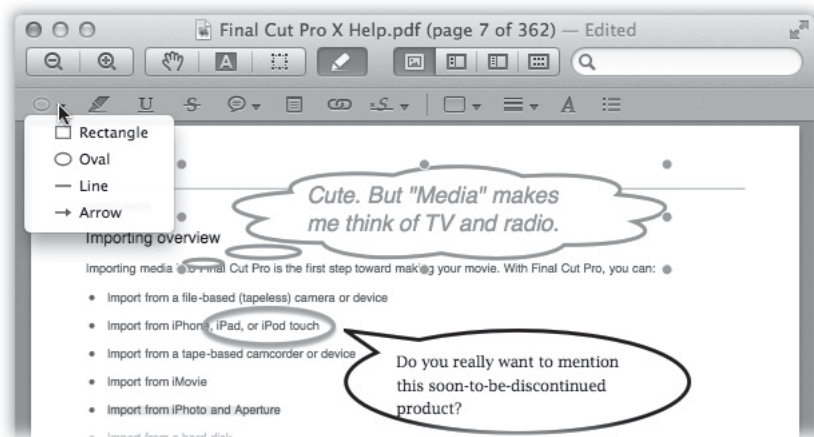 Final Cut Pro X Help.pdf (page 7 of 362) — Edited
A
U S S A
Rectangle
Oval
Line
Arrow
Cute. But "Media" makes
me think of TV and radio.
Importing overview
Importing media into Final Cut Pro is the first step toward making your movie. With Final Cut Pro, you can:
• Import from a file-based (tapeless) camera or device
• Import from iPhone, iPad, or iPod touch
• Import from a tape-based camcorder or device
Do you really want to mention
this soon-to-be-discontinued
product?
• Import from iMovie
• Import from iPhoto and Aperture
• Import from a hard disk